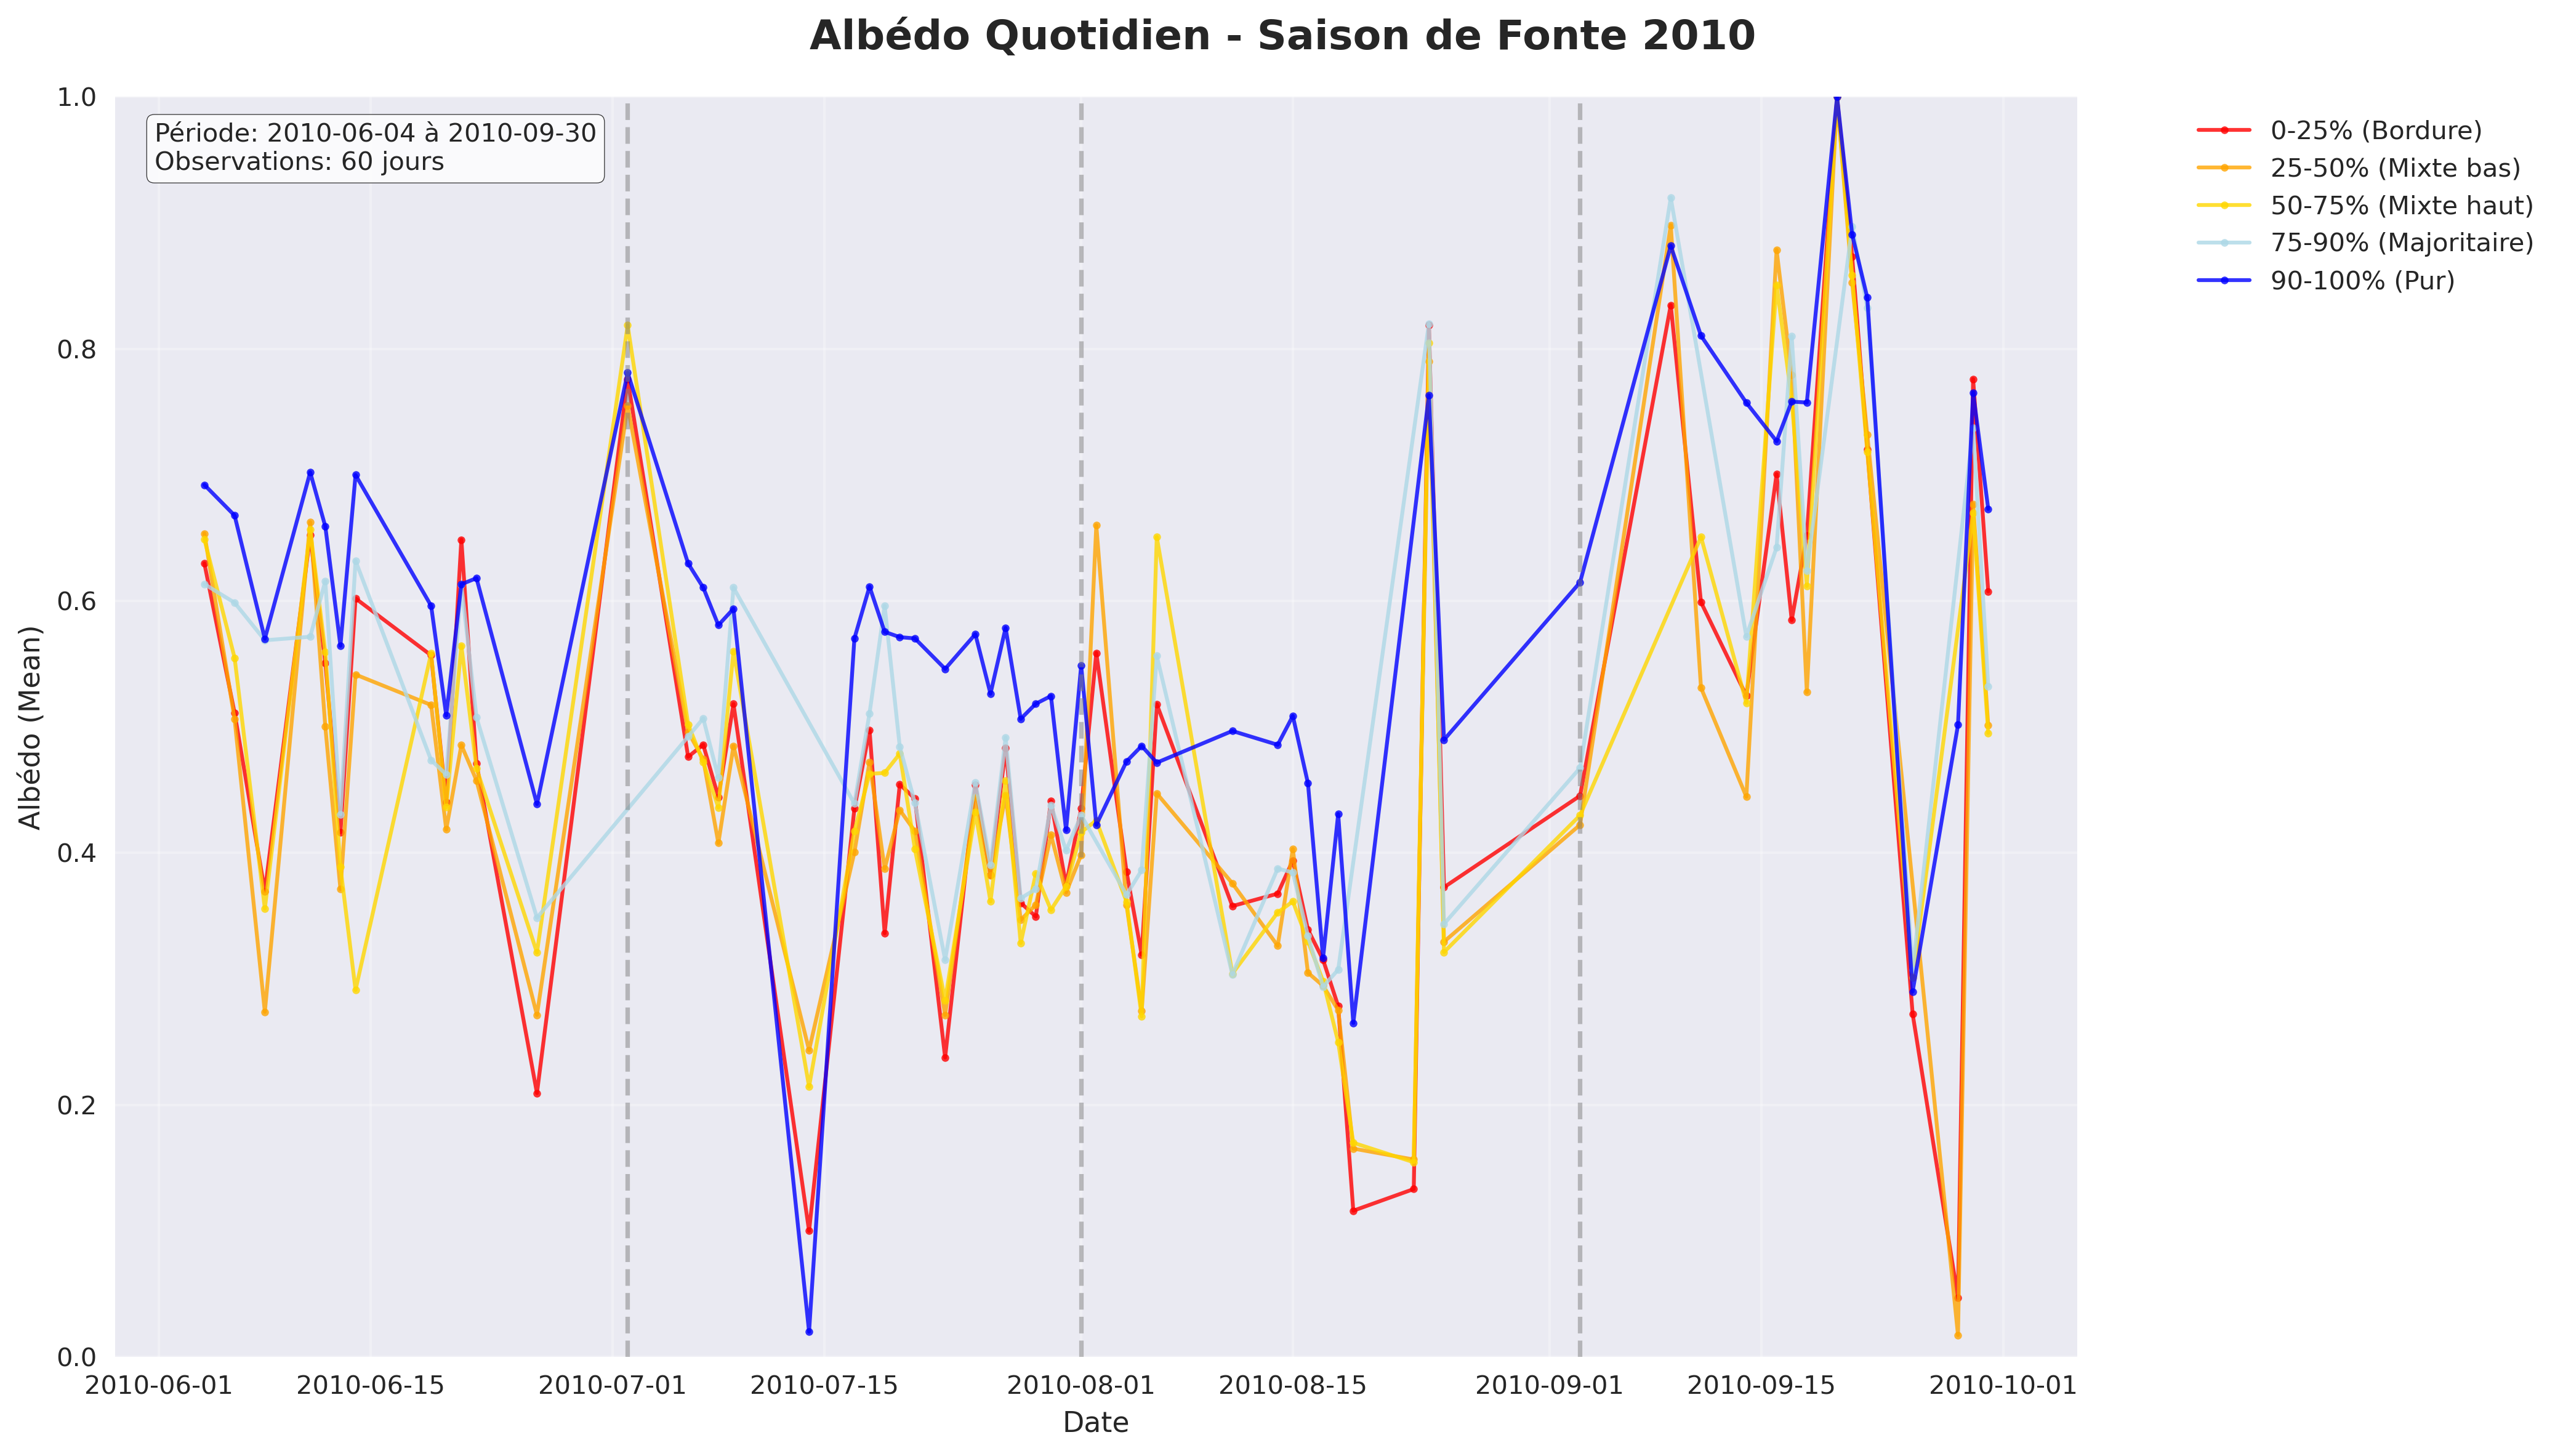 Albédo Quotidien - Saison de Fonte 2010
Période: 2010-06-04 à 2010-09-30
Observations: 60 jours
0-25% (Bordure)
25-50% (Mixte bas)
50-75% (Mixte haut)
75-90% (Majoritaire)
90-100% (Pur)
Albédo (Mean)
1.0
0.8
0.6
0.4
0.2
0.0
2010-06-01
2010-06-15
2010-07-01
2010-07-15
2010-08-01
2010-08-15
2010-09-01
2010-09-15
2010-10-01
Date